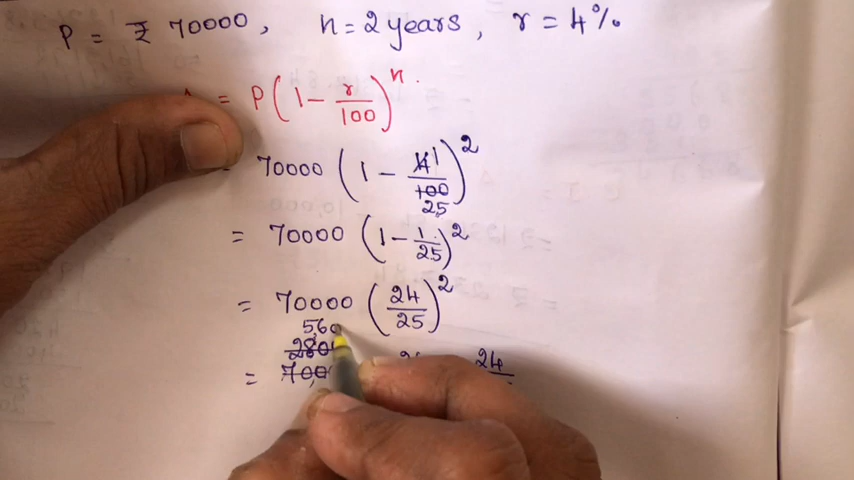 P = ₹ 70000, n = 2 years, r = 4%
= P(1 - r/100)^n.
= 70000 (1 - 4 1/100 25)^2
= 70000 (1 - 1/25)^2
= 70000 (24/25)^2
560
2800
= 700 24